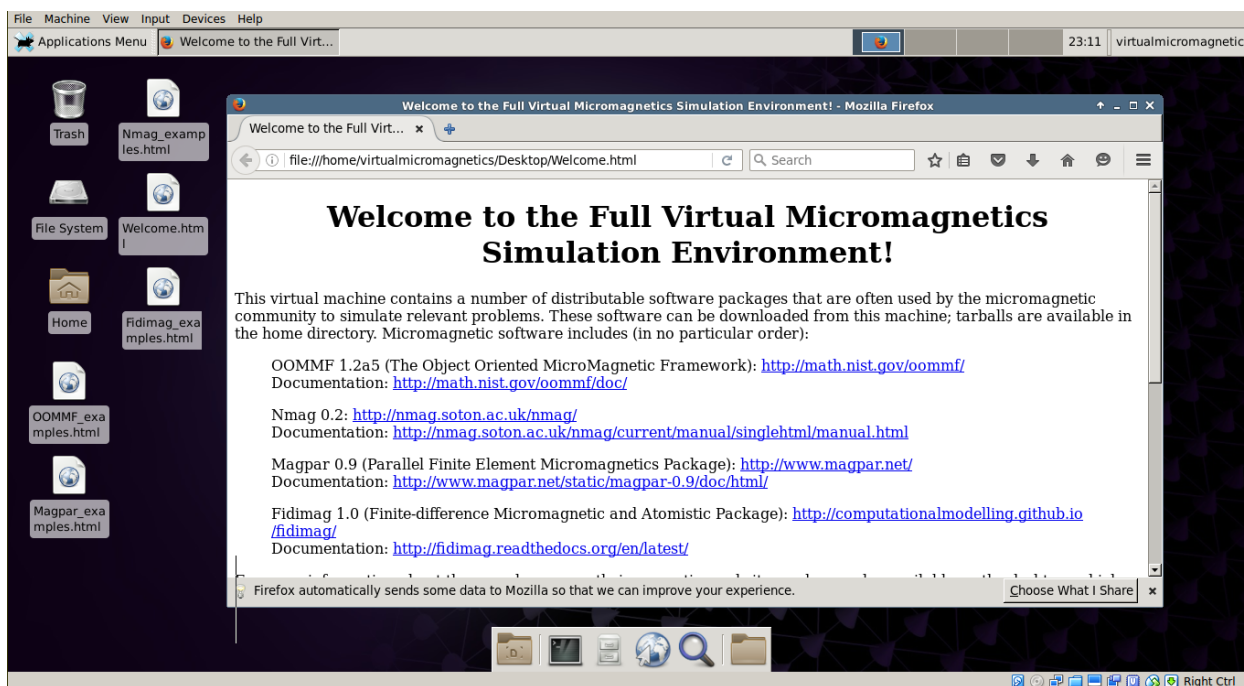 File Machine View Input Devices Help
Applications Menu Welcome to the Full Virt... 23:11 virtualmicromagnetic
Trash
Nmag_examp
les.html
File System
Welcome.htm
l
Home
Fidimag_exa
mples.html
OOMMF_exa
mples.html
Magpar_exa
mples.html
Welcome to the Full Virtual Micromagnetics Simulation Environment! - Mozilla Firefox
Welcome to the Full Virt...
file:///home/virtualmicromagnetics/Desktop/Welcome.html Search
Welcome to the Full Virtual Micromagnetics
Simulation Environment!
This virtual machine contains a number of distributable software packages that are often used by the micromagnetic
community to simulate relevant problems. These software can be downloaded from this machine; tarballs are available in
the home directory. Micromagnetic software includes (in no particular order):
OOMMF 1.2a5 (The Object Oriented MicroMagnetic Framework): http://math.nist.gov/oommf/
Documentation: http://math.nist.gov/oommf/doc/
Nmag 0.2: http://nmag.soton.ac.uk/nmag/
Documentation: http://nmag.soton.ac.uk/nmag/current/manual/singlehtml/manual.html
Magpar 0.9 (Parallel Finite Element Micromagnetics Package): http://www.magpar.net/
Documentation: http://www.magpar.net/static/magpar-0.9/doc/html/
Fidimag 1.0 (Finite-difference Micromagnetic and Atomistic Package): http://computationalmodelling.github.io
/fidimag/
Documentation: http://fidimag.readthedocs.org/en/latest/
Firefox automatically sends some data to Mozilla so that we can improve your experience. Choose What I Share
Right Ctrl